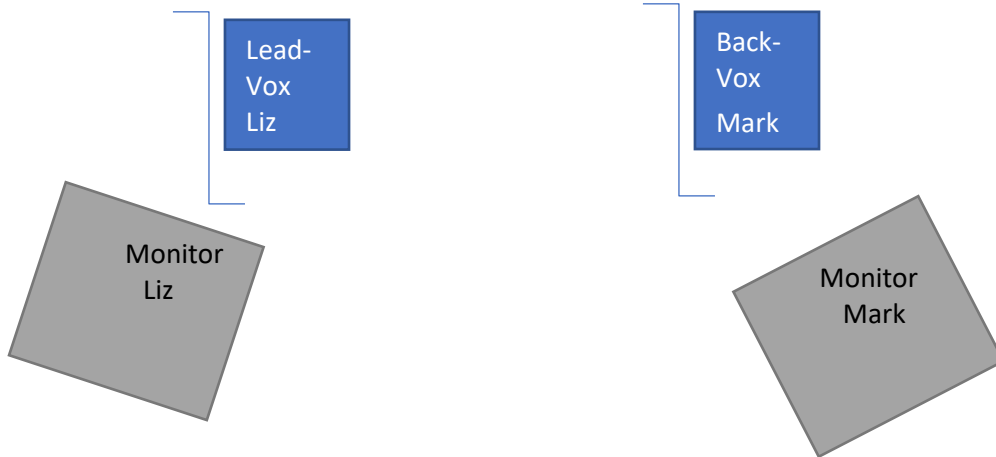 Lead-
Vox
Liz
Back-
Vox
Mark
Monitor
Liz
Monitor
Mark